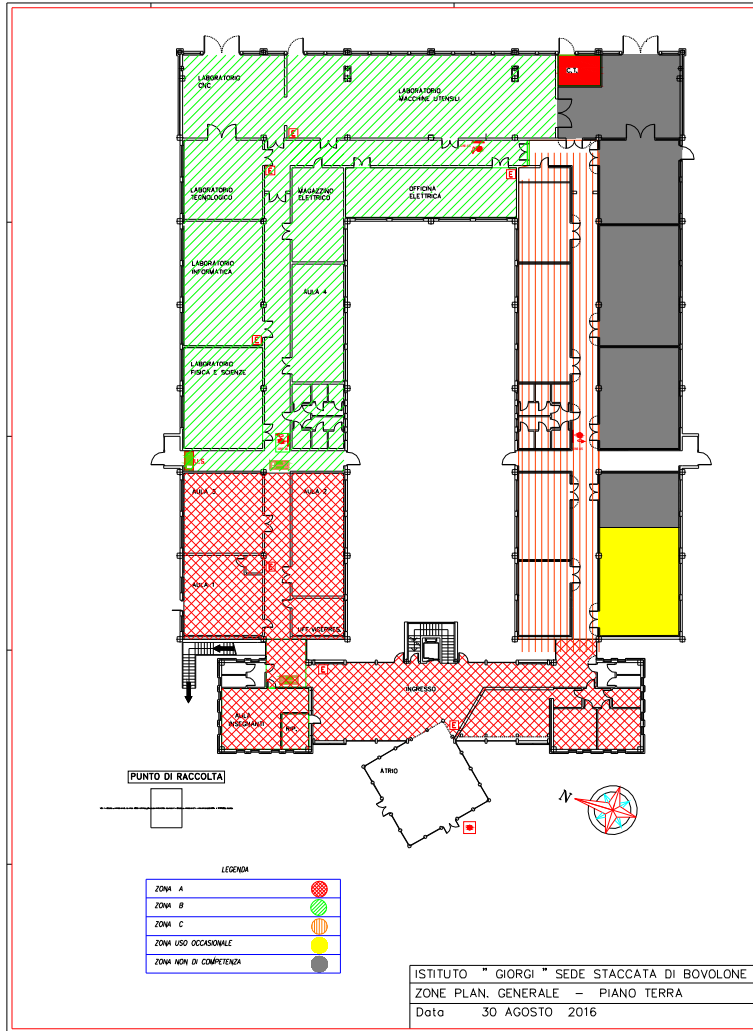 LABORATORIO
CNC
LABORATORIO
MACCHINE UTENSILI
C.T.
E
E
E
LABORATORIO
TECNOLOGICO
MAGAZZINO
ELETTRICO
OFFICINA
ELETTRICA
LABORATORIO
INFORMATICA
AULA 4
E
LABORATORIO
FISICA E SCIENZE
U.S.
AULA 3
AULA 2
E
AULA 1
UFF. VICEPRES.
E
INGRESSO
AULA
INSEGNANTI
RIP.
E
ATRIO
PUNTO DI RACCOLTA
N
LEGENDA
ZONA A
ZONA B
ZONA C
ZONA USO OCCASIONALE
ZONA NON DI COMPETENZA
ISTITUTO " GIORGI " SEDE STACCATA DI BOVOLONE
ZONE PLAN. GENERALE - PIANO TERRA
Data 30 AGOSTO 2016